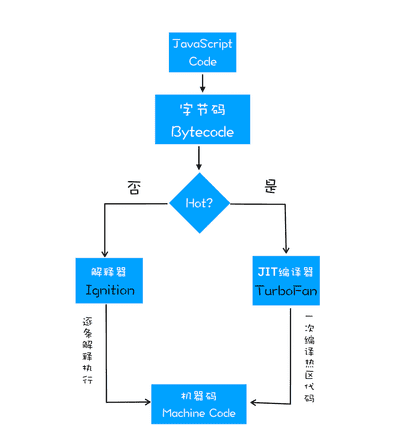 JavaScript
Code
字节码
Bytecode
否
是
Hot?
解释器
Ignition
JIT编译器
TurboFan
逐条解释执行
一次编译热区代码
机器码
Machine Code